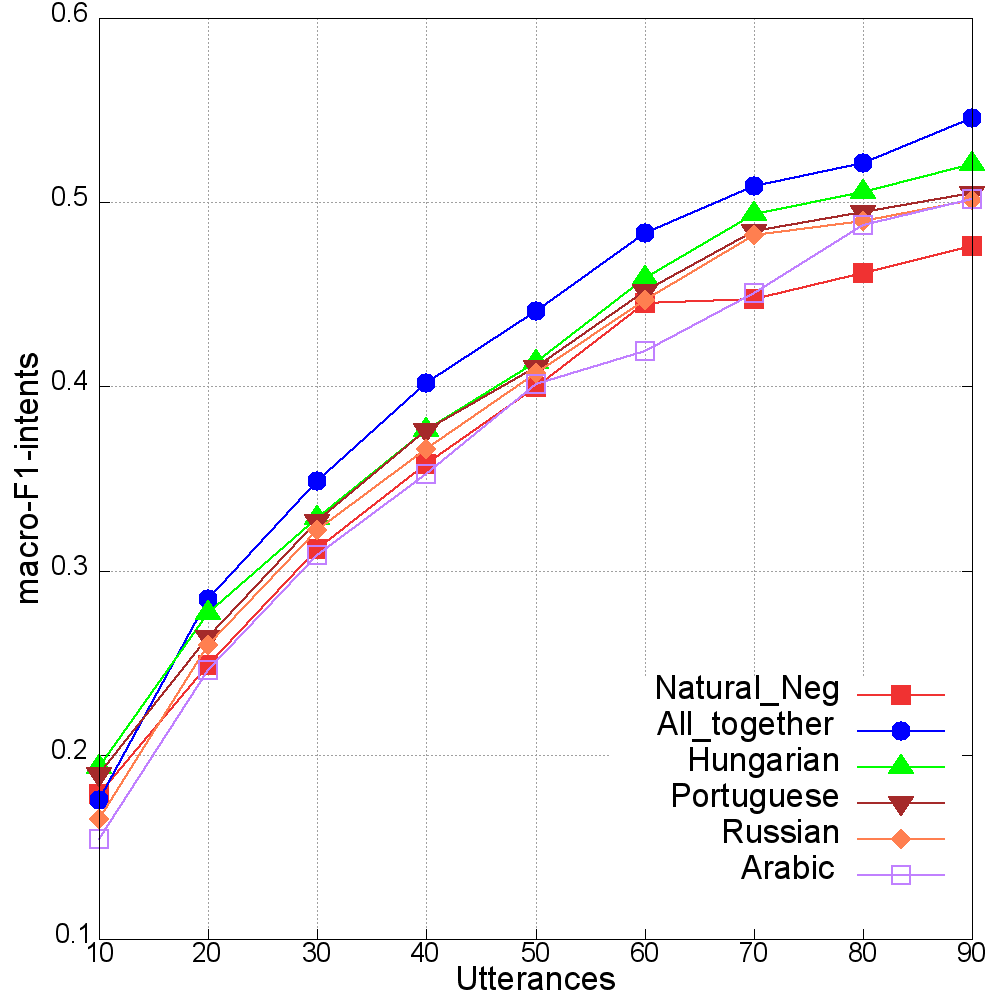 0.6
0.5
0.4
0.3
0.2
0.1
macro-F1-intents
10 20 30 40 50 60 70 80 90
Utterances
Natural_Neg
All_together
Hungarian
Portuguese
Russian
Arabic